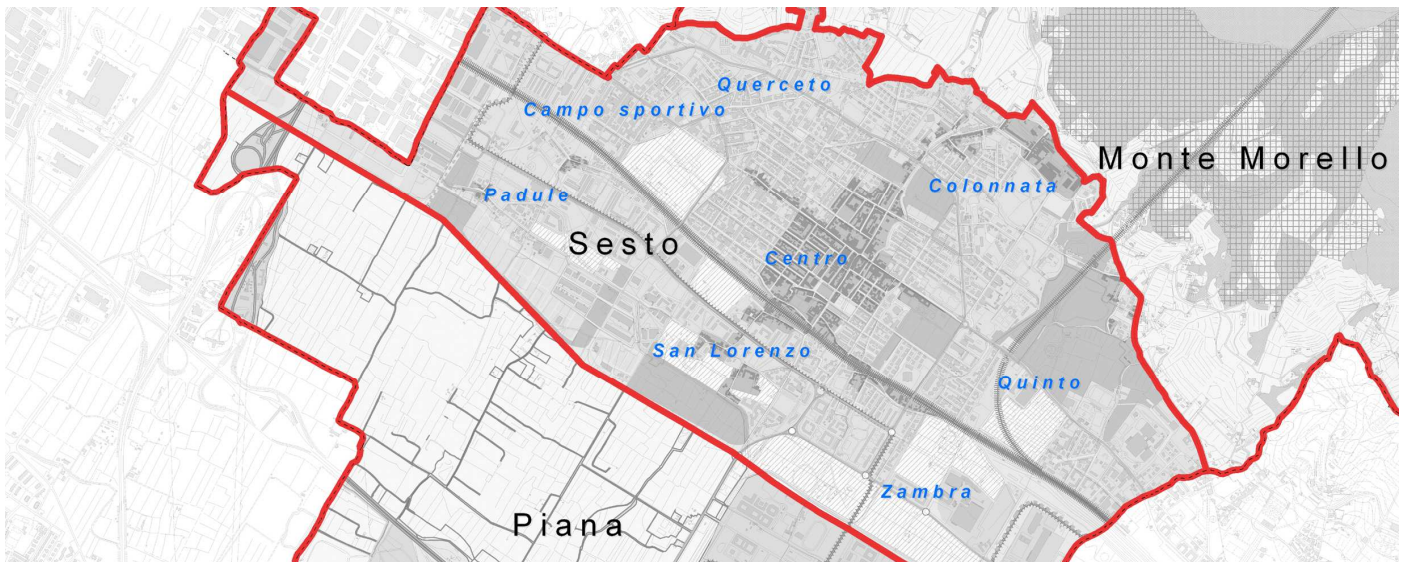 Querceto
Campo sportivo
Monte Morello
Colonnata
Padule
Sesto
Centro
San Lorenzo
Quinto
Zambra
Piana